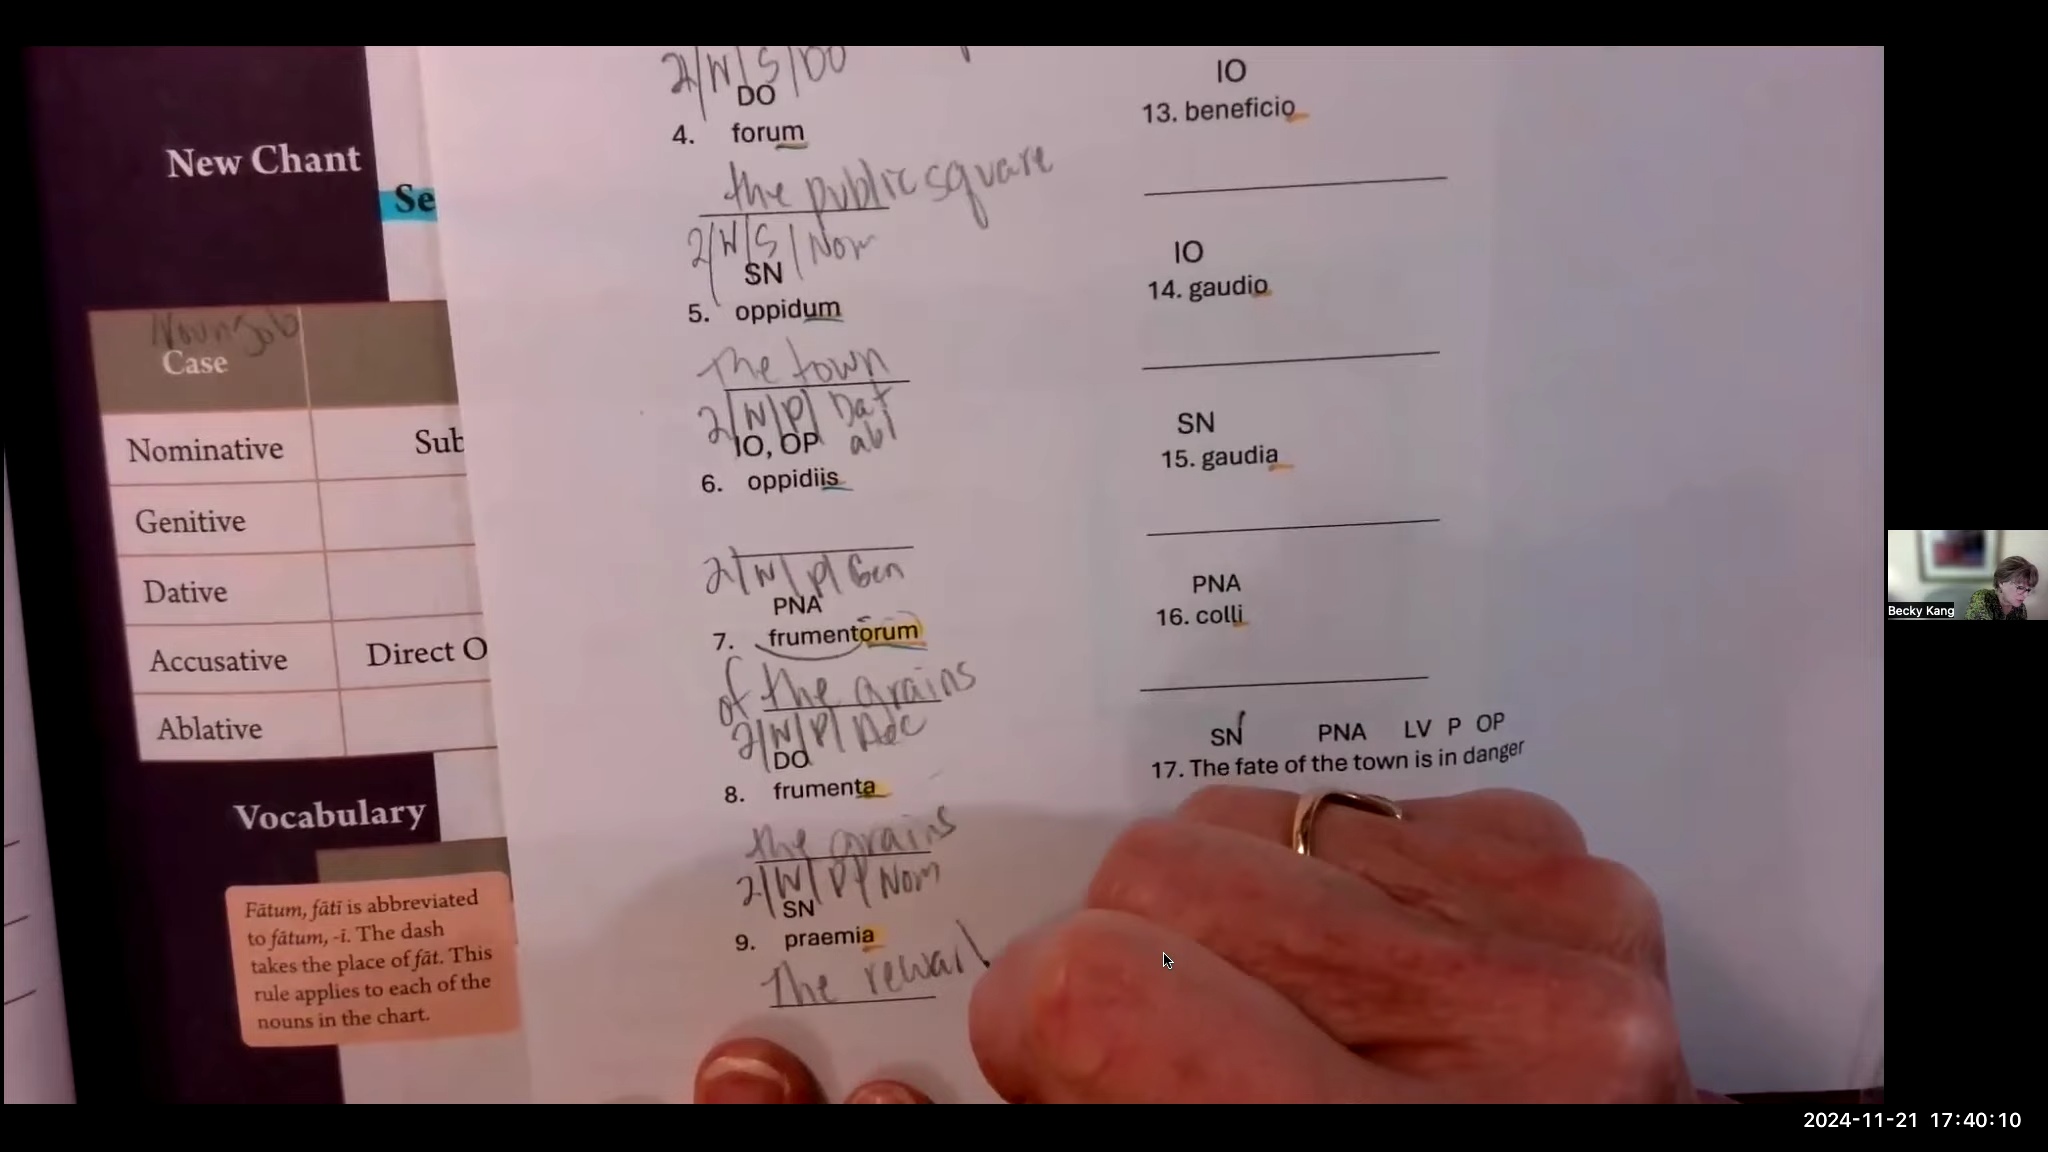 New Chant
Se
Noun Job
Case
Nominative
Sub
Genitive
Dative
Accusative
Direct O
Ablative
Vocabulary
Fātum, fātī is abbreviated
to fātum, -ī. The dash
takes the place of fāt. This
rule applies to each of the
nouns in the chart.
2/N/S/DO
DO
4. forum
the public square
2/N/S/Nom
SN
5. oppidum
The town
2/N/P/ Dat
abl
IO, OP
6. oppidiis
2/N/P/Gen
PNA
7. frumentorum
of the grains
2/N/P/Acc
DO
8. frumenta
the grains
2/N/P/Nom
SN
9. praemia
The reward
IO
13. beneficio
IO
14. gaudio
SN
15. gaudia
PNA
16. colli
SN PNA LV P OP
17. The fate of the town is in danger
Becky Kang
2024-11-21 17:40:10